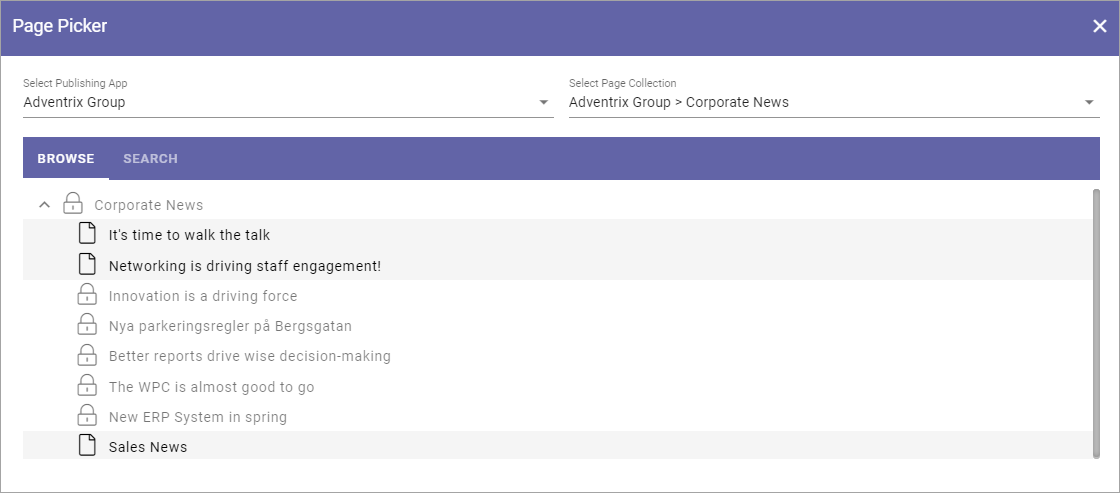 Page Picker
Select Publishing App
Adventrix Group
Select Page Collection
Adventrix Group > Corporate News
BROWSE
SEARCH
Corporate News
It's time to walk the talk
Networking is driving staff engagement!
Innovation is a driving force
Nya parkeringsregler på Bergsgatan
Better reports drive wise decision-making
The WPC is almost good to go
New ERP System in spring
Sales News